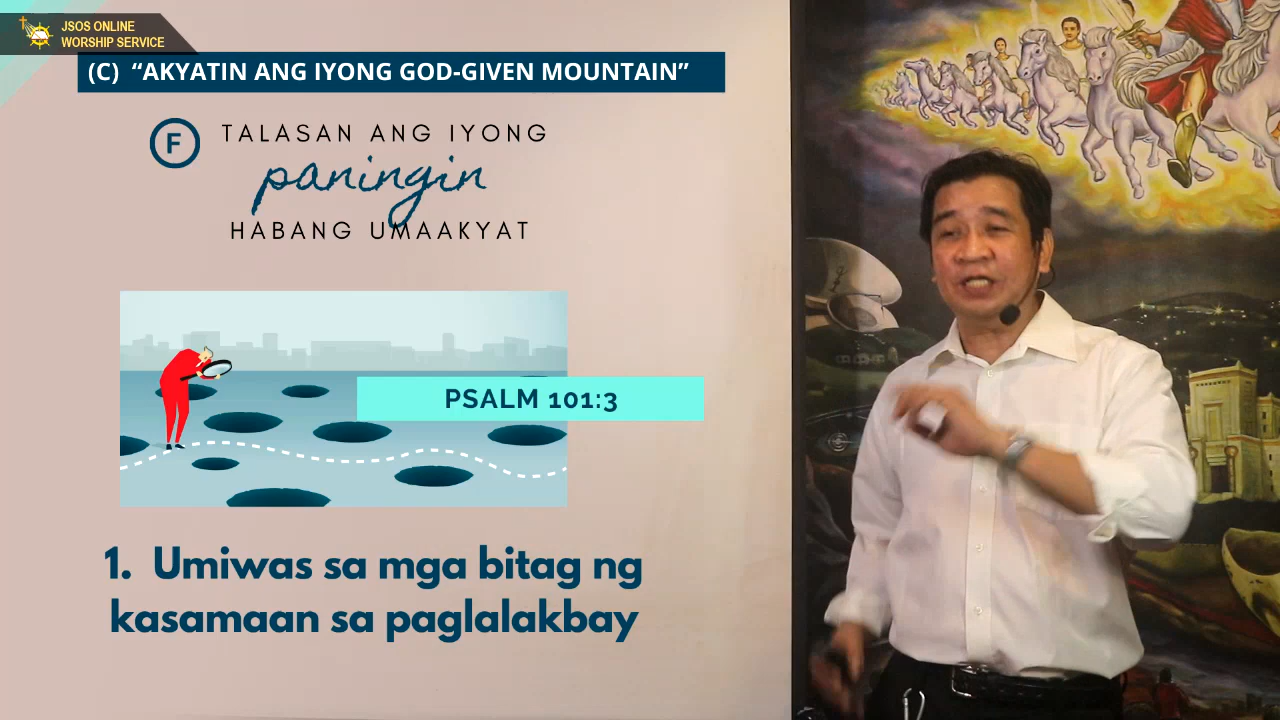 JSOS ONLINE
WORSHIP SERVICE
(C) “AKYATIN ANG IYONG GOD-GIVEN MOUNTAIN”
F
TALASAN ANG IYONG
paningin
HABANG UMAAKYAT
PSALM 101:3
1. Umiwas sa mga bitag ng
kasamaan sa paglalakbay